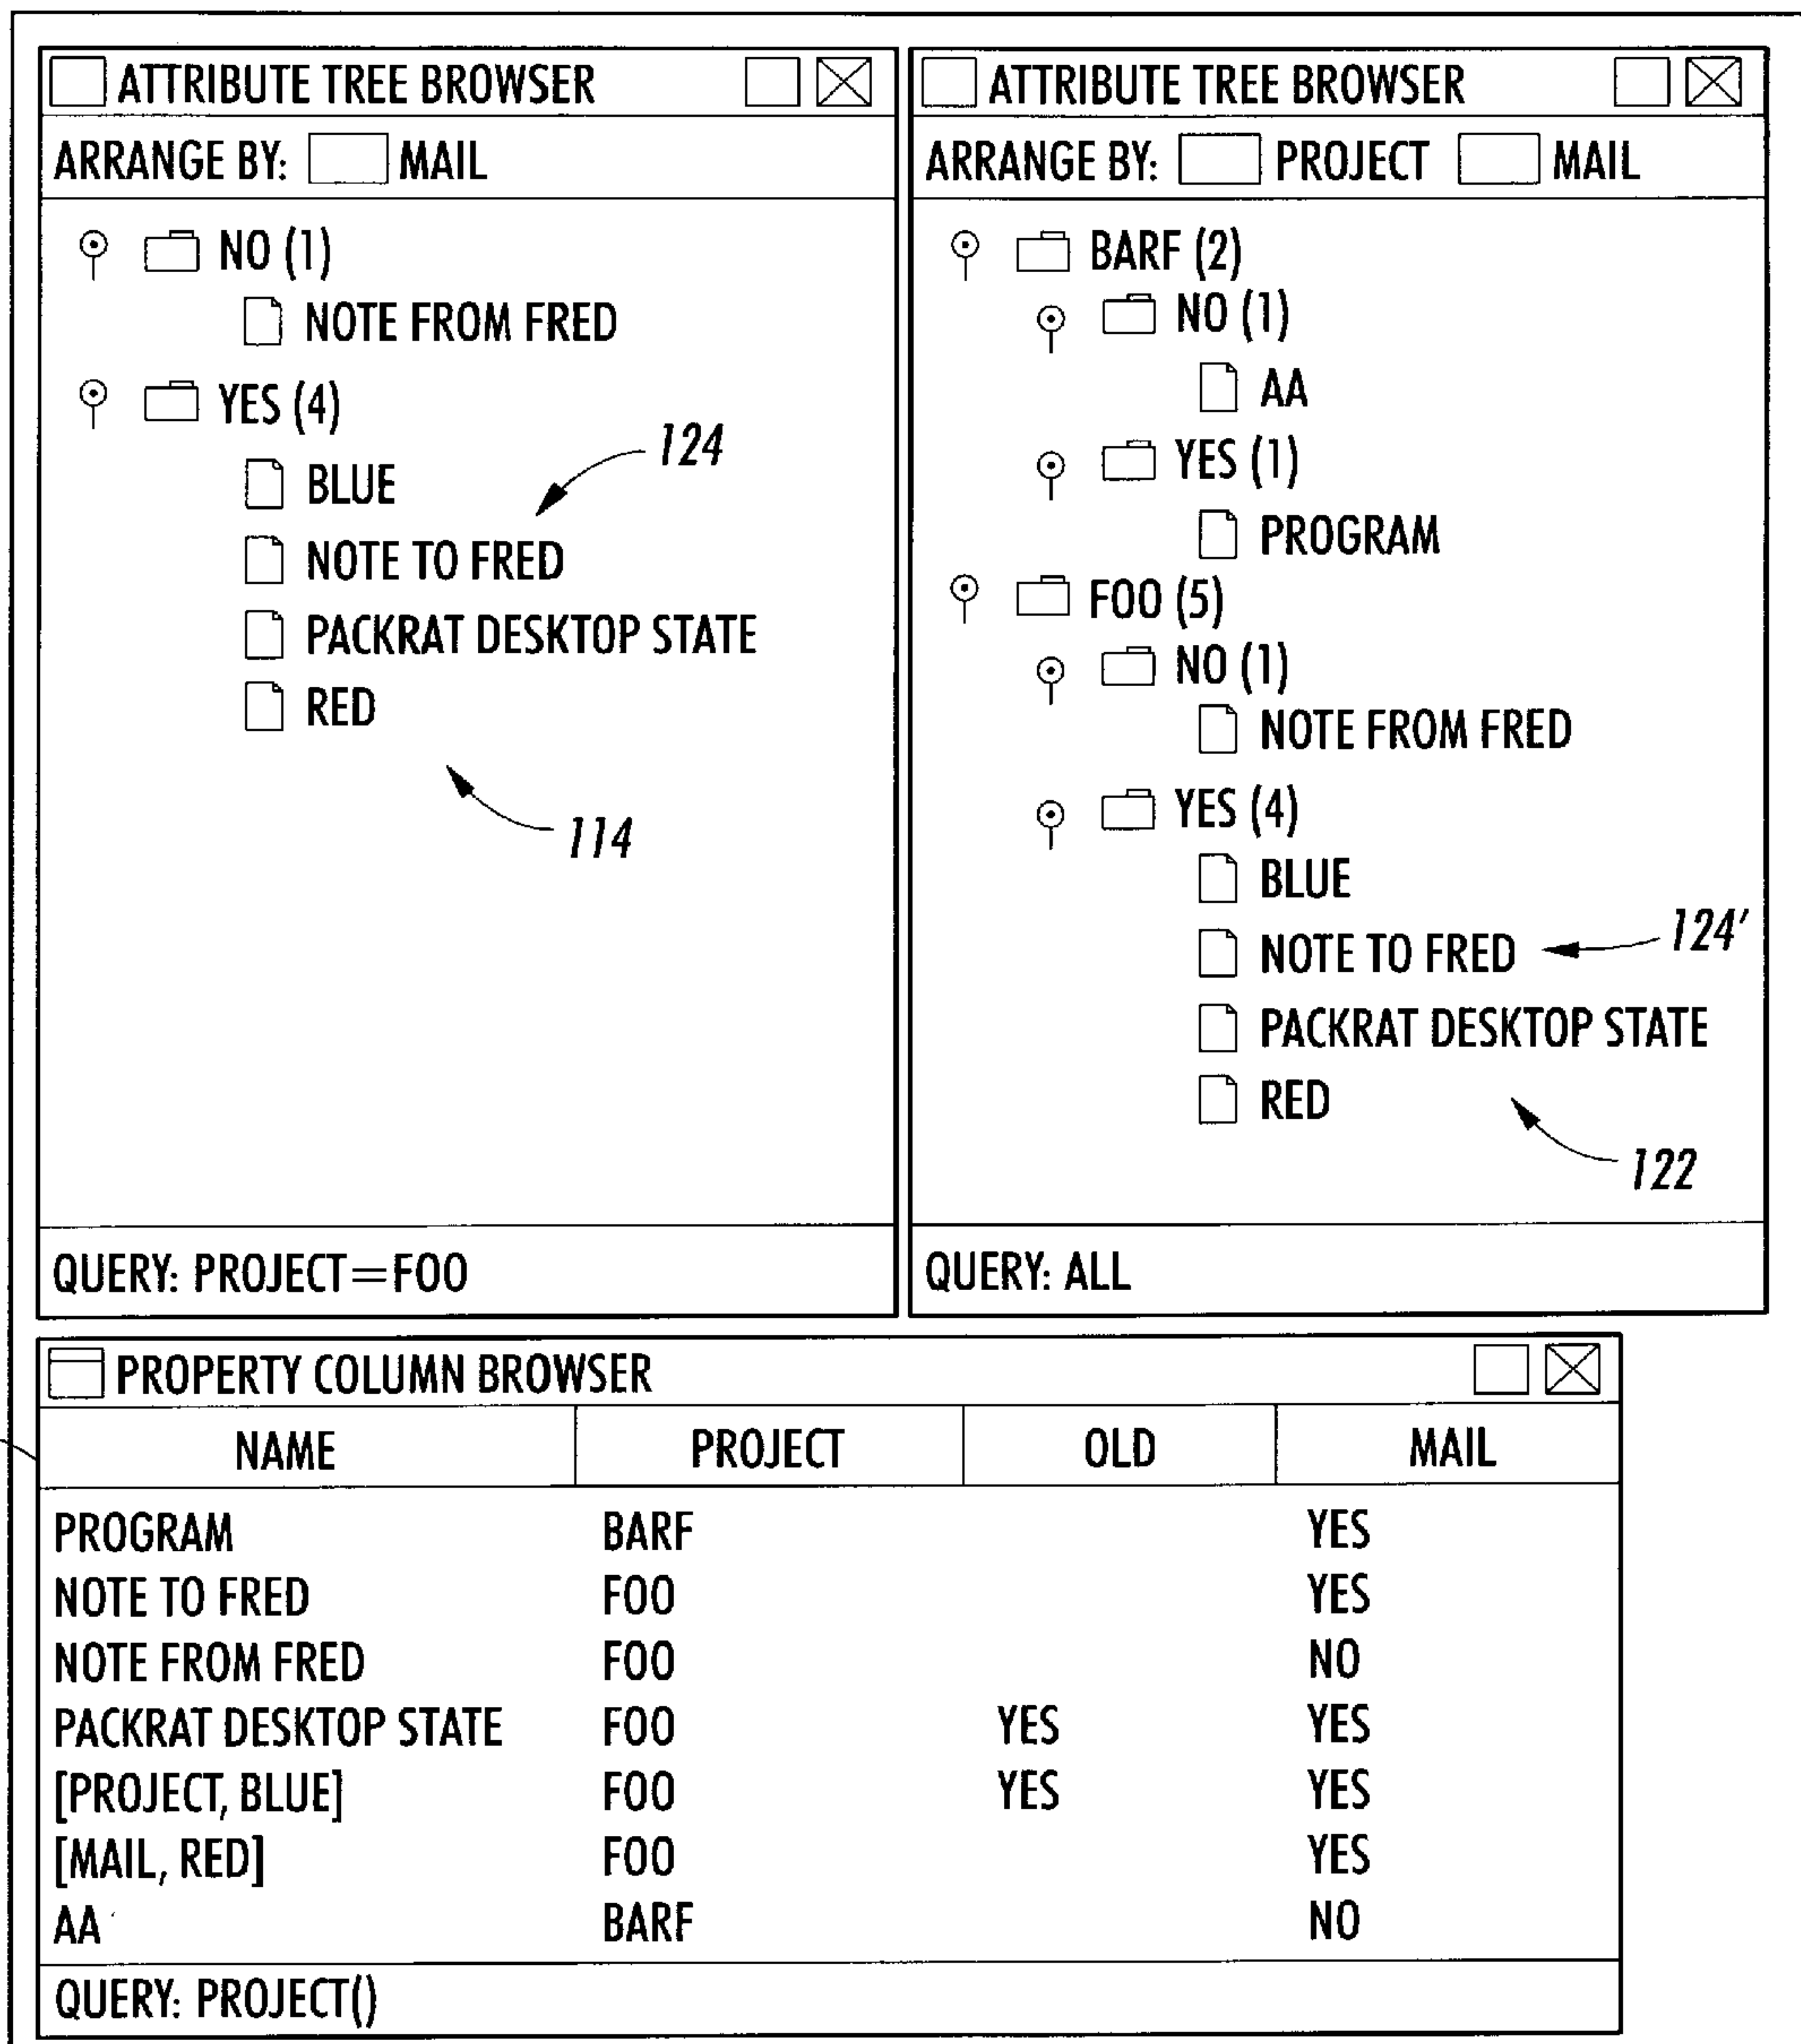 ATTRIBUTE TREE BROWSER
ARRANGE BY: MAIL
NO (1)
NOTE FROM FRED
YES (4)
124
BLUE
NOTE TO FRED
PACKRAT DESKTOP STATE
RED
114
QUERY: PROJECT=FOO
ATTRIBUTE TREE BROWSER
ARRANGE BY: PROJECT MAIL
BARF (2)
NO (1)
AA
YES (1)
PROGRAM
FOO (5)
NO (1)
NOTE FROM FRED
YES (4)
BLUE
NOTE TO FRED 124'
PACKRAT DESKTOP STATE
RED
122
QUERY: ALL
PROPERTY COLUMN BROWSER
NAME PROJECT OLD MAIL
PROGRAM BARF YES
NOTE TO FRED FOO YES
NOTE FROM FRED FOO NO
PACKRAT DESKTOP STATE FOO YES YES
[PROJECT, BLUE] FOO YES YES
[MAIL, RED] FOO YES
AA BARF NO
QUERY: PROJECT()